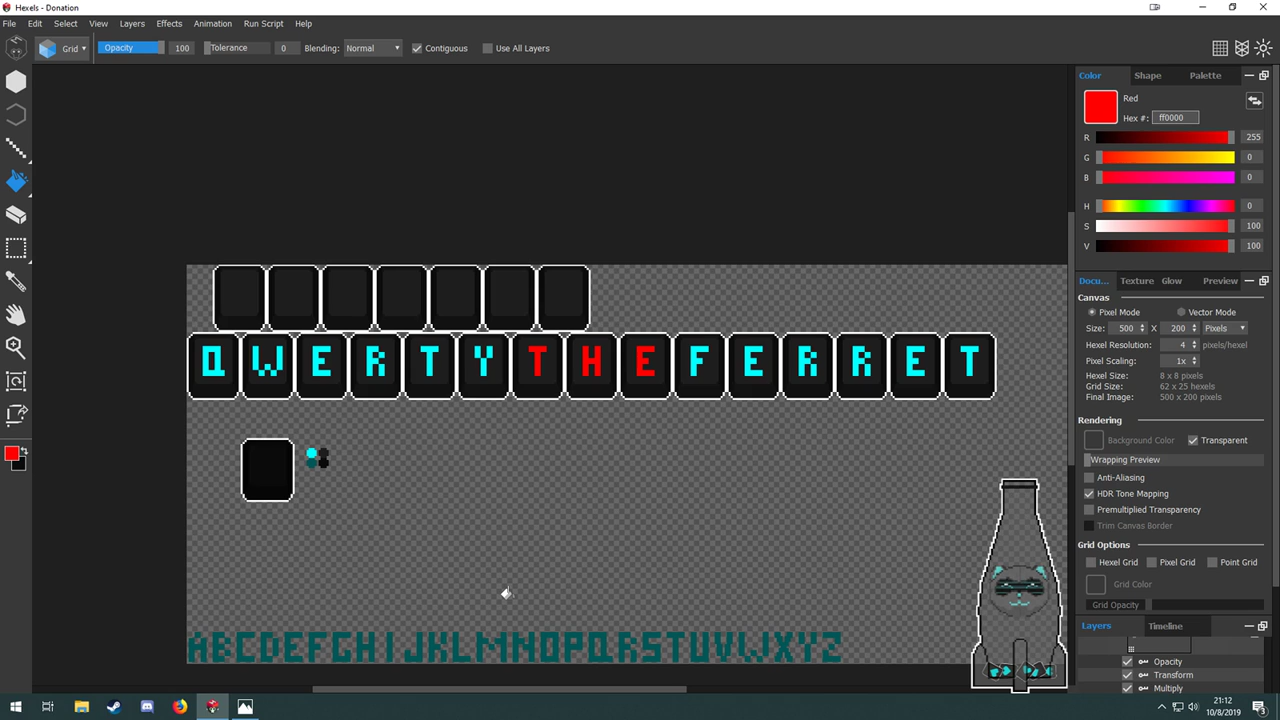 Hexels - Donation
File Edit Select View Layers Effects Animation Run Script Help
Grid Opacity 100 Tolerance 0 Blending: Normal Contiguous Use All Layers
Color Shape Palette
Red
Hex #: ff0000
R 255
G 0
B 0
H 0
S 100
V 100
QWERTYTHEFERRET
Docu... Texture Glow Preview
Canvas
Pixel Mode Vector Mode
Size: 500 X 200 Pixels
Hexel Resolution: 4 pixels/hexel
Pixel Scaling: 1x
Hexel Size: 8 x 8 pixels
Grid Size: 62 x 25 hexels
Final Image: 500 x 200 pixels
Rendering
Background Color Transparent
Wrapping Preview
Anti-Aliasing
HDR Tone Mapping
Premultiplied Transparency
Trim Canvas Border
Grid Options
Hexel Grid Pixel Grid Point Grid
Grid Color
Grid Opacity
Layers Timeline
ABCDEFGHIJKLMNOPQRSTUVWXYZ
Opacity
Transform
Multiply
21:12
10/8/2019
3